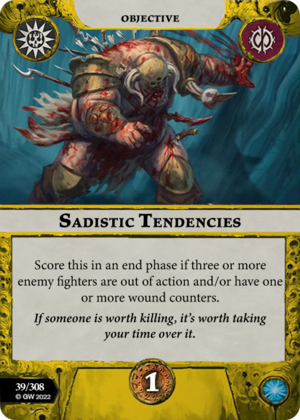 OBJECTIVE
SADISTIC TENDENCIES
Score this in an end phase if three or more
enemy fighters are out of action and/or have one
or more wound counters.
If someone is worth killing, it's worth taking
your time over it.
39/308
© GW 2022
1